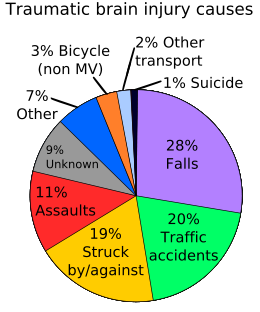 Traumatic brain injury causes
3% Bicycle
(non MV)
2% Other
transport
1% Suicide
7%
Other
28%
Falls
9%
Unknown
11%
Assaults
20%
Traffic
accidents
19%
Struck
by/against